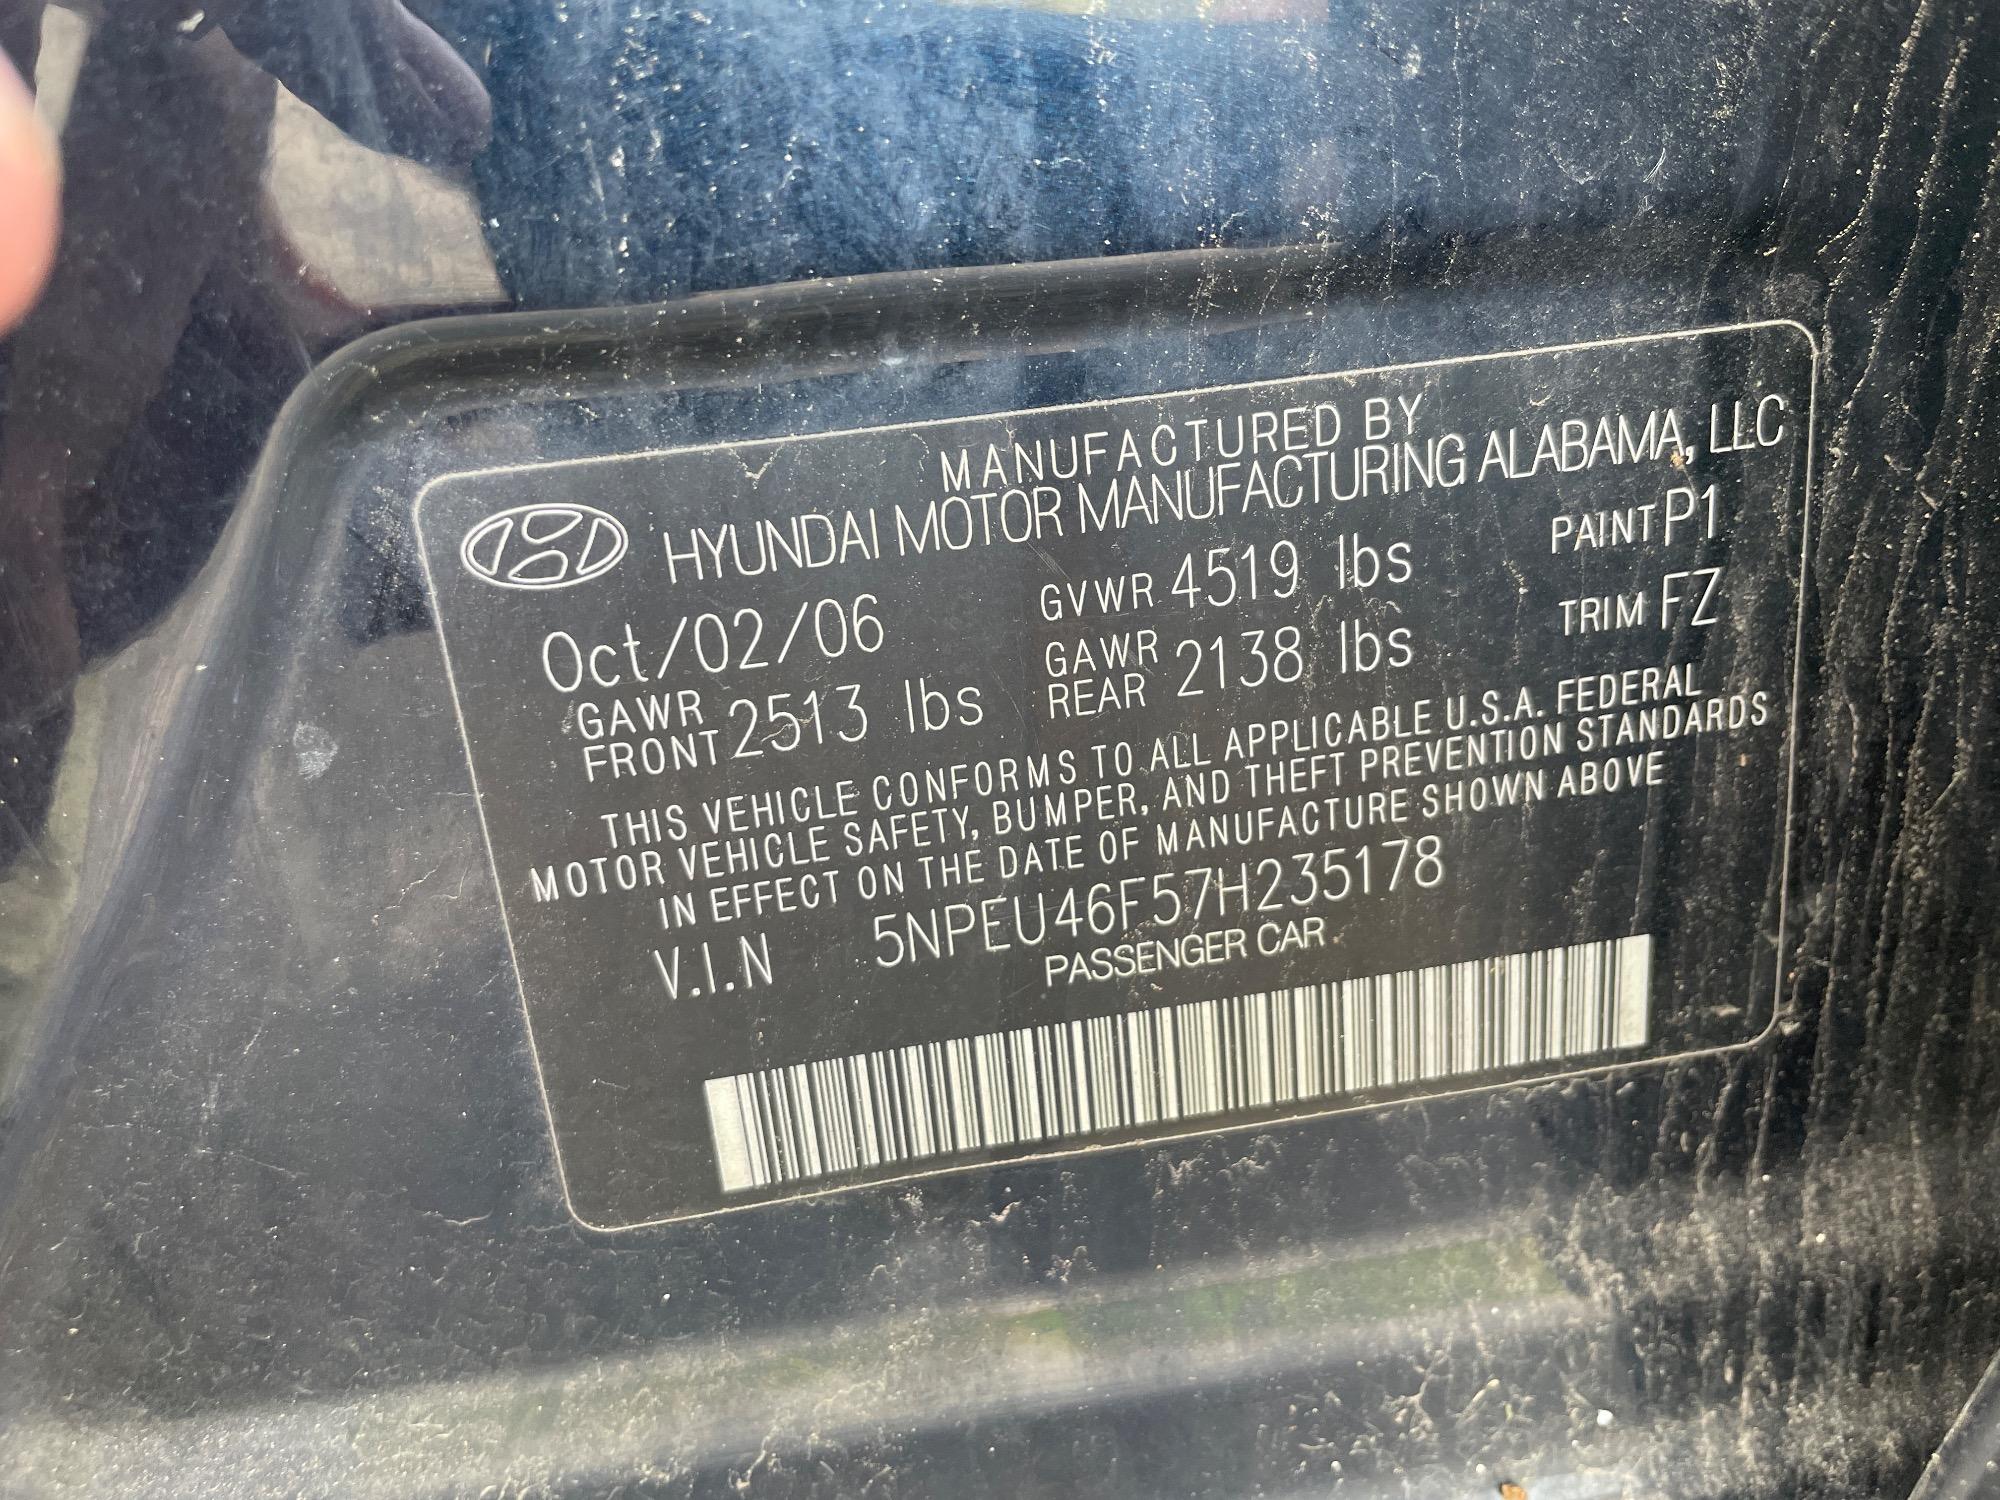 MANUFACTURED BY
HYUNDAI MOTOR MANUFACTURING ALABAMA, LLC
Oct/02/06 GVWR 4519 lbs PAINT P1
GAWR FRONT 2513 lbs GAWR REAR 2138 lbs TRIM FZ
THIS VEHICLE CONFORMS TO ALL APPLICABLE U.S.A. FEDERAL
MOTOR VEHICLE SAFETY, BUMPER, AND THEFT PREVENTION STANDARDS
IN EFFECT ON THE DATE OF MANUFACTURE SHOWN ABOVE
V.I.N 5NPEU46F57H235178
PASSENGER CAR